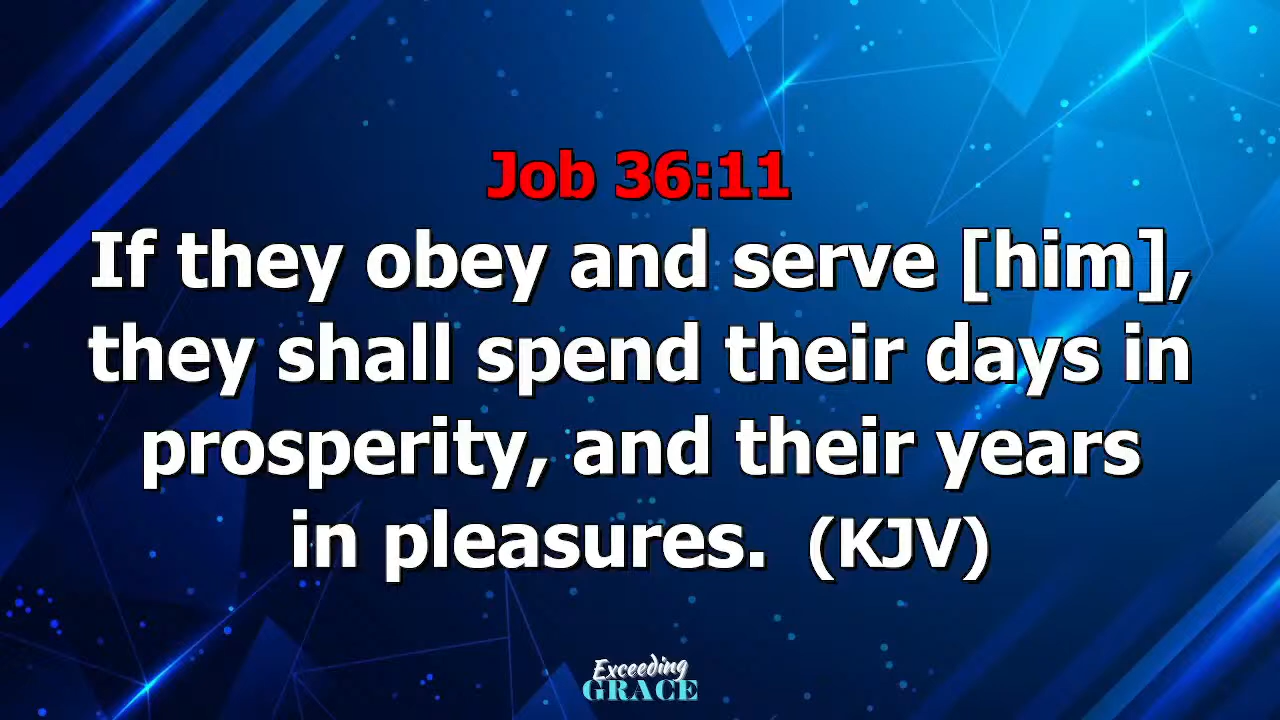 Job 36:11
If they obey and serve [him],
they shall spend their days in
prosperity, and their years
in pleasures. (KJV)
Exceeding
GRACE